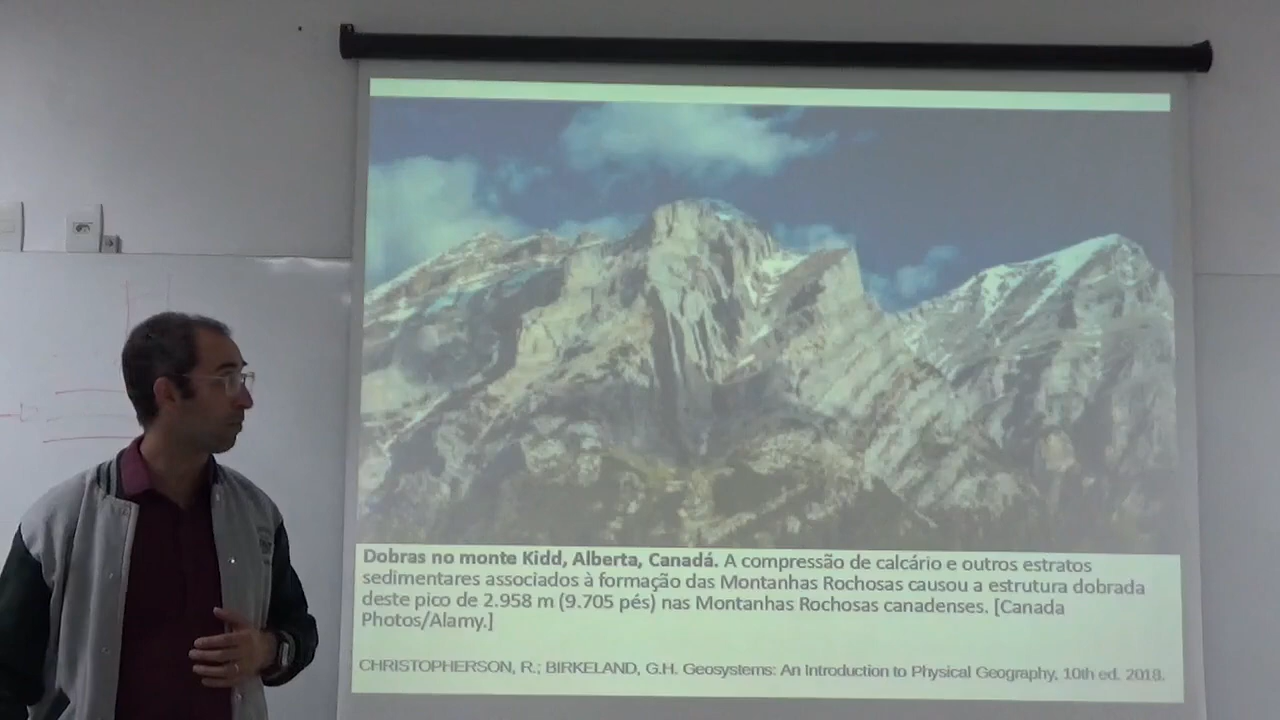 Dobras no monte Kidd, Alberta, Canadá. A compressão de calcário e outros estratos
sedimentares associados à formação das Montanhas Rochosas causou a estrutura dobrada
deste pico de 2.958 m (9.705 pés) nas Montanhas Rochosas canadenses. [Canada
Photos/Alamy.]
CHRISTOPHERSON, R.; BIRKELAND, G.H. Geosystems: An Introduction to Physical Geography. 10th ed. 2018.